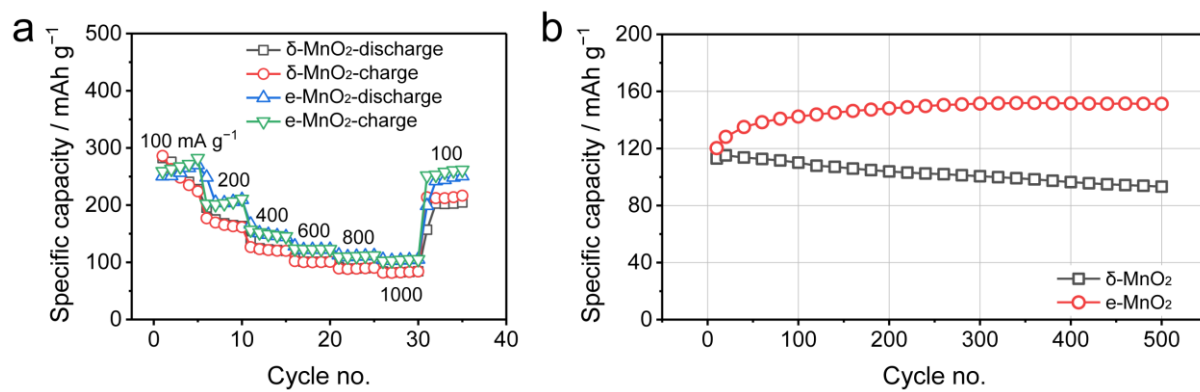 a
Specific capacity / mAh g⁻¹
500
400
300
200
100
0
δ-MnO₂-discharge
δ-MnO₂-charge
e-MnO₂-discharge
e-MnO₂-charge
100 mA g⁻¹
200
400
600
800
1000
100
0
10
20
30
40
Cycle no.
b
Specific capacity / mAh g⁻¹
200
160
120
80
40
0
δ-MnO₂
e-MnO₂
0
100
200
300
400
500
Cycle no.